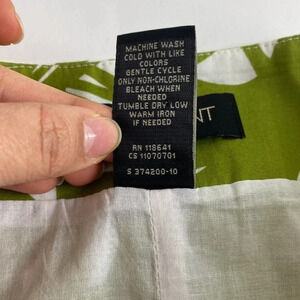 MACHINE WASH
COLD WITH LIKE
COLORS
GENTLE CYCLE
ONLY NON-CHLORINE
BLEACH WHEN
NEEDED
TUMBLE DRY LOW
WARM IRON
IF NEEDED
RN 118641
CS 11070701
S 374200-10